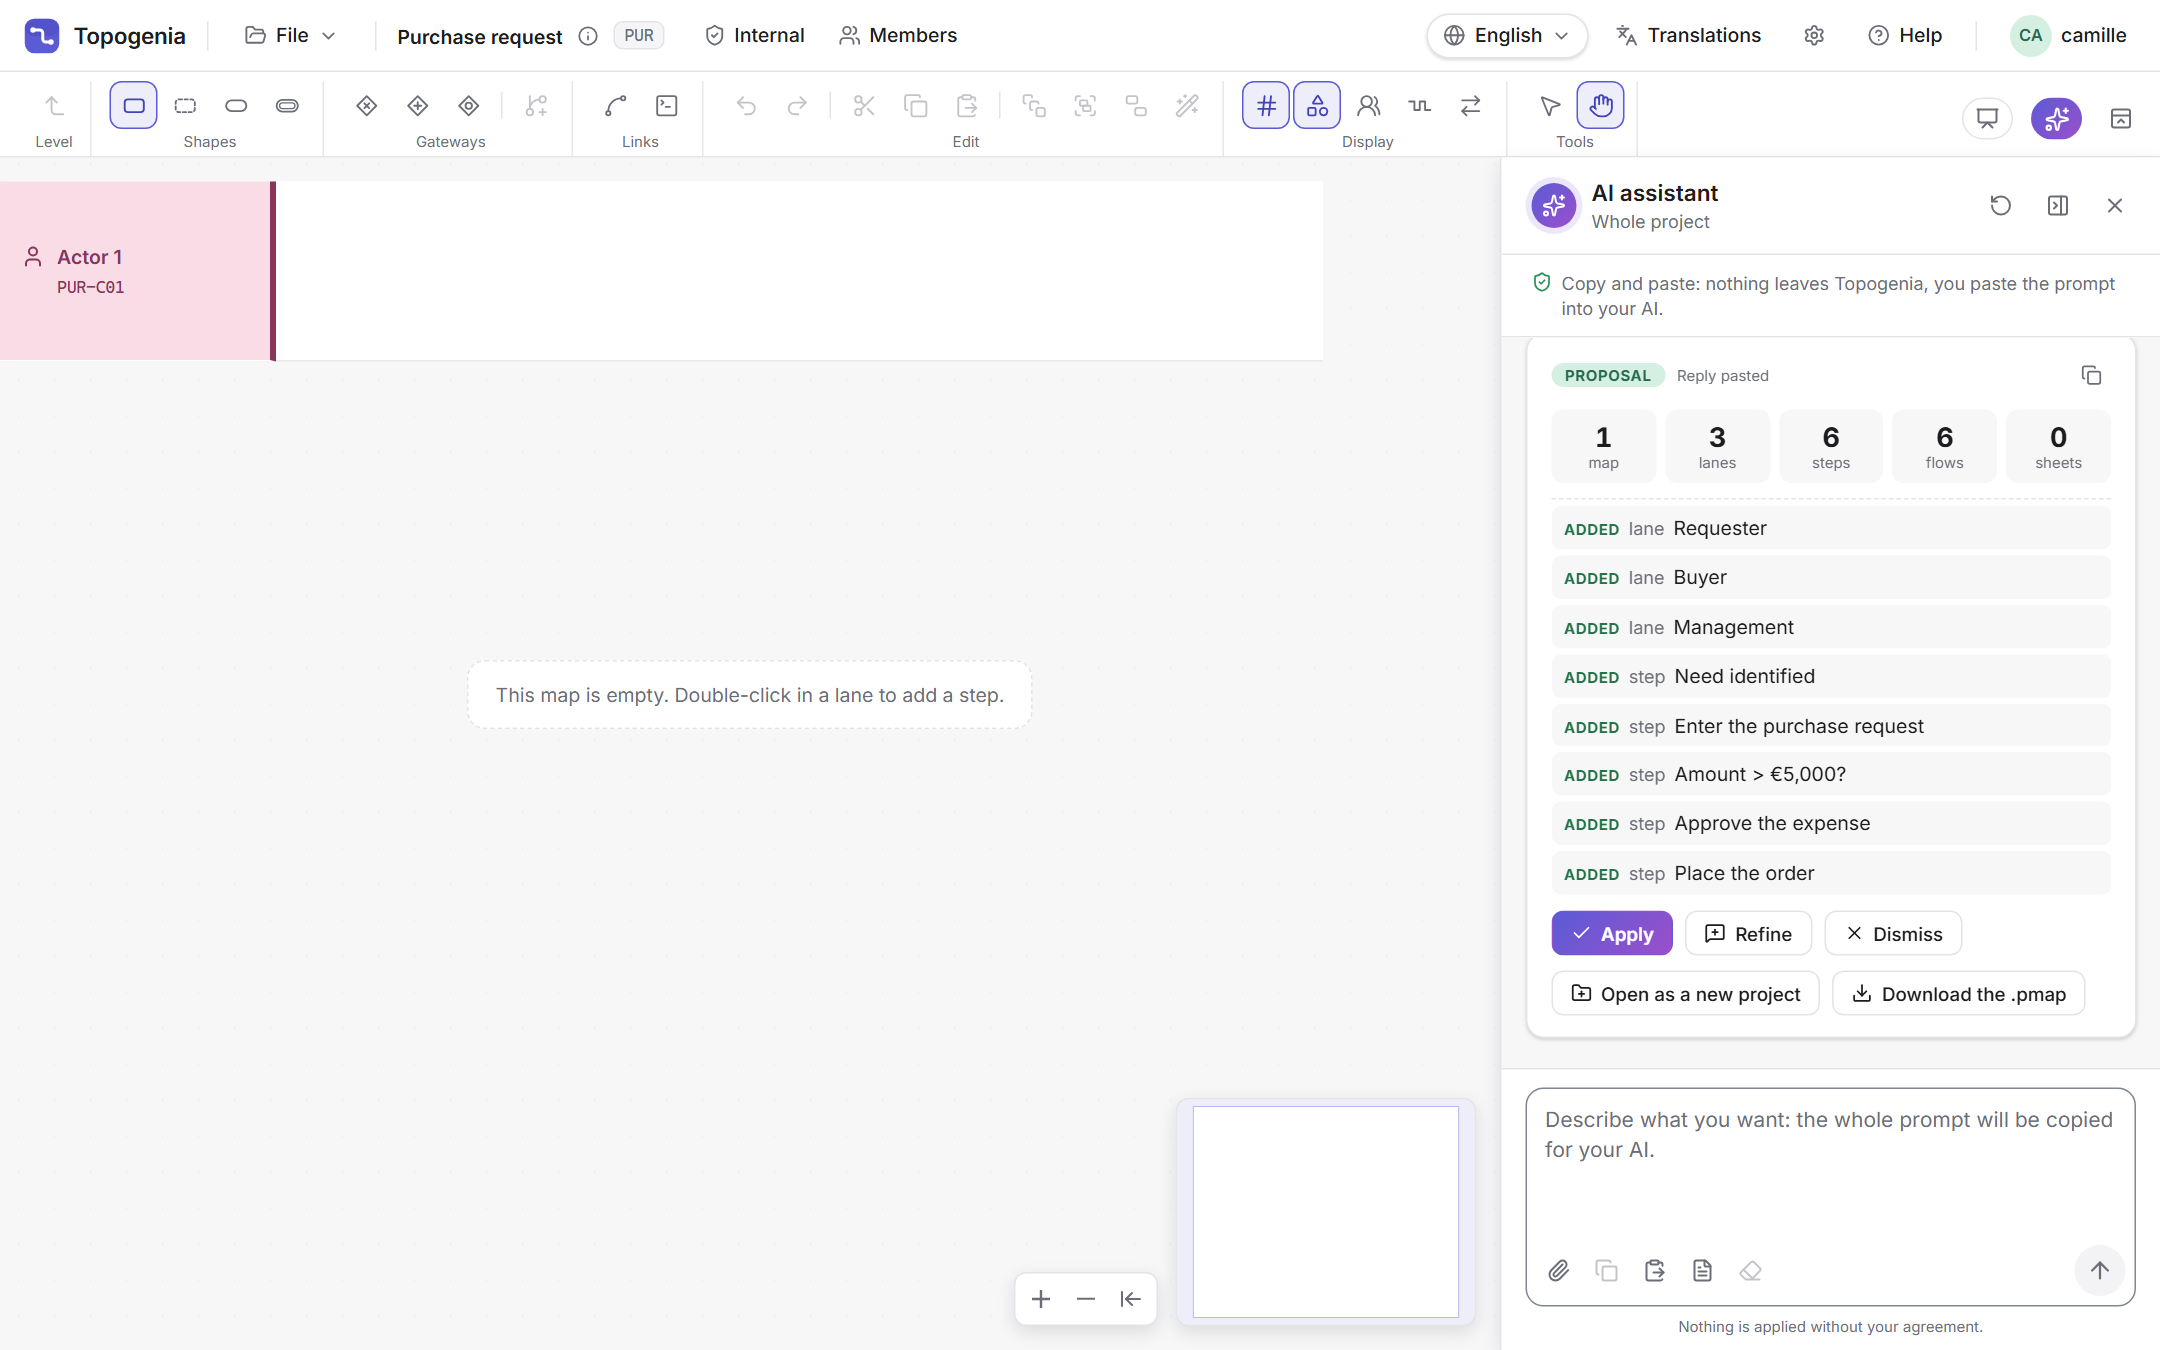 Topogenia
File
Purchase request
PUR
Internal
Members
English
Translations
Help
CA
camille
Level
Shapes
Gateways
Links
Edit
Display
Tools
Actor 1
PUR-C01
This map is empty. Double-click in a lane to add a step.
AI assistant
Whole project
Copy and paste: nothing leaves Topogenia, you paste the prompt
into your AI.
PROPOSAL Reply pasted
1 map
3 lanes
6 steps
6 flows
0 sheets
ADDED lane Requester
ADDED lane Buyer
ADDED lane Management
ADDED step Need identified
ADDED step Enter the purchase request
ADDED step Amount > €5,000?
ADDED step Approve the expense
ADDED step Place the order
Apply
Refine
Dismiss
Open as a new project
Download the .pmap
Describe what you want: the whole prompt will be copied
for your AI.
Nothing is applied without your agreement.